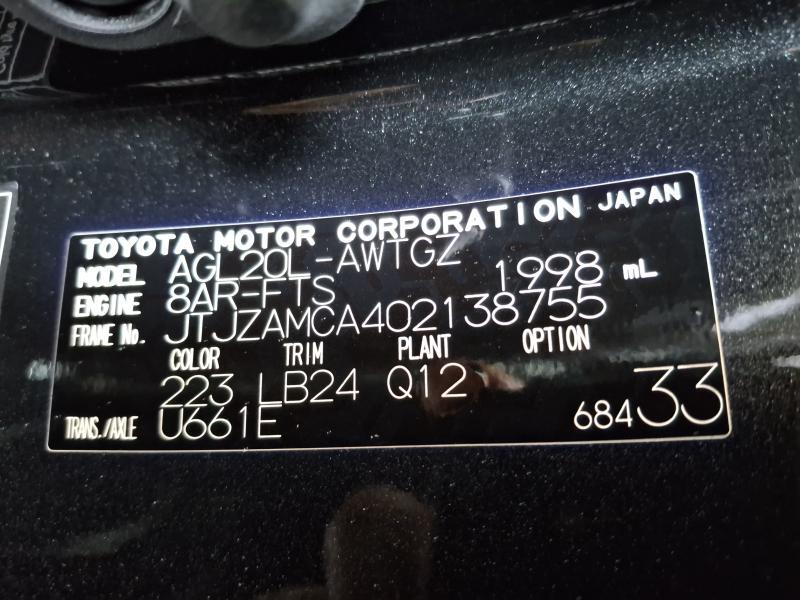 TOYOTA MOTOR CORPORATION JAPAN
MODEL AGL20L-AWTGZ
ENGINE 8AR-FTS 1998 mL
FRAME No. JTJZAMCA402138755
COLOR TRIM PLANT OPTION
223 LB24 Q12
TRANS./AXLE U661E 68433